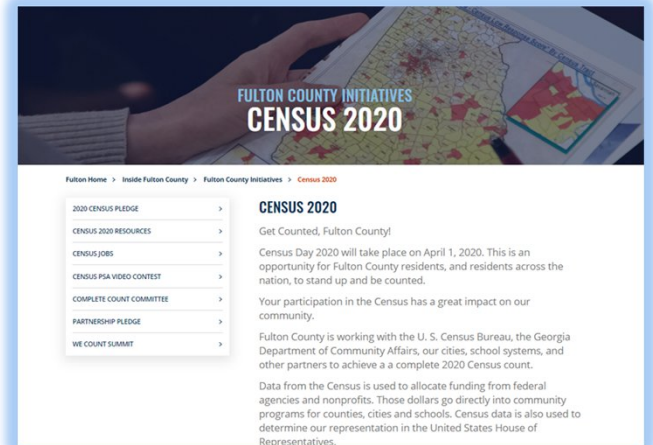 Census Low Response Score By Census Tract
FULTON COUNTY INITIATIVES
CENSUS 2020
Fulton Home > Inside Fulton County > Fulton County Initiatives > Census 2020
2020 CENSUS PLEDGE >
CENSUS 2020 RESOURCES >
CENSUS JOBS >
CENSUS PSA VIDEO CONTEST >
COMPLETE COUNT COMMITTEE >
PARTNERSHIP PLEDGE >
WE COUNT SUMMIT >
CENSUS 2020
Get Counted, Fulton County!
Census Day 2020 will take place on April 1, 2020. This is an
opportunity for Fulton County residents, and residents across the
nation, to stand up and be counted.
Your participation in the Census has a great impact on our
community.
Fulton County is working with the U. S. Census Bureau, the Georgia
Department of Community Affairs, our cities, school systems, and
other partners to achieve a a complete 2020 Census count.
Data from the Census is used to allocate funding from federal
agencies and nonprofits. Those dollars go directly into community
programs for counties, cities and schools. Census data is also used to
determine our representation in the United States House of
Representatives.